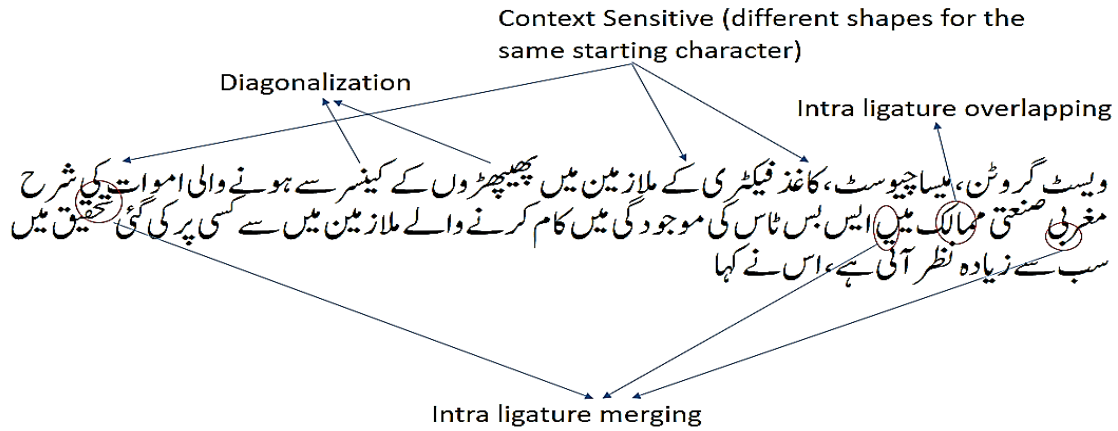 Context Sensitive (different shapes for the
same starting character)
Diagonalization
Intra ligature overlapping
ویسٹ گروٹن، میساچیوسٹ، کاغذ فیکٹری کے ملازمین میں پھیپھڑوں کے کینسر سے ہونے والی اموات کی شرح
مغربی صنعتی ممالک میں ایس بس ٹاس کی موجودگی میں کام کرنے والے ملازمین میں سے کسی پر کی گئی تحقیق میں
سب سے زیادہ نظر آئی ہے، اس نے کہا
Intra ligature merging